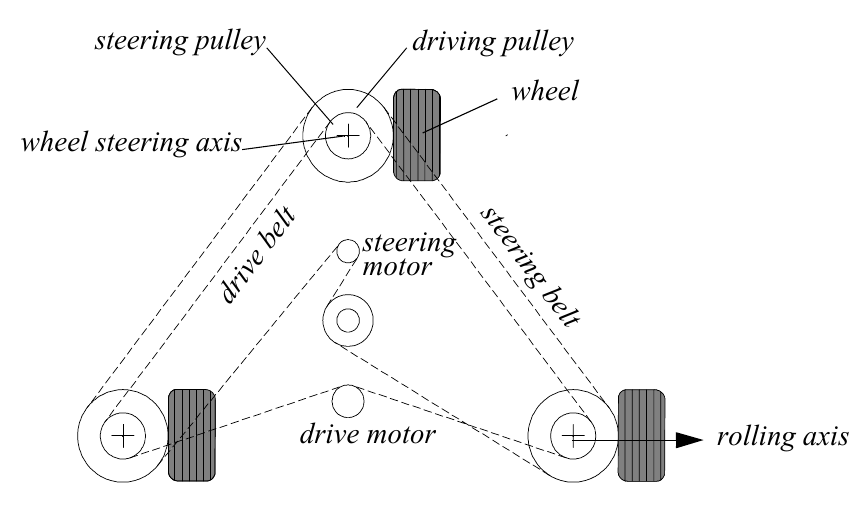 steering pulley
driving pulley
wheel
wheel steering axis
drive belt
steering belt
steering
motor
drive motor
rolling axis